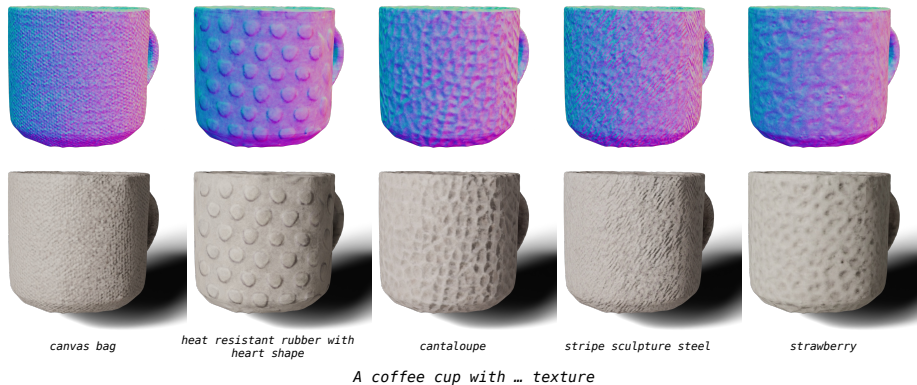 canvas bag
heat resistant rubber with
heart shape
cantaloupe
stripe sculpture steel
strawberry
A coffee cup with … texture